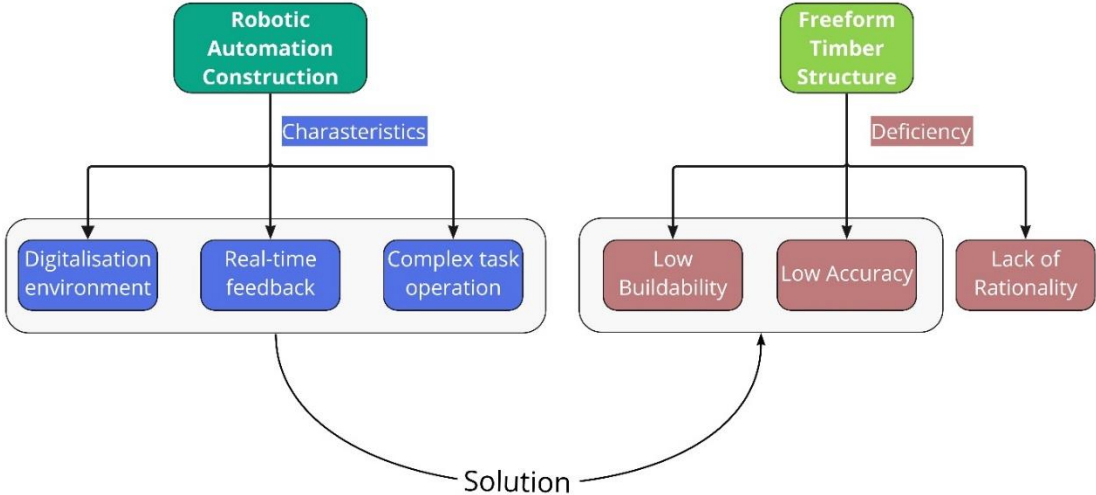 Robotic
Automation
Construction
Freeform
Timber
Structure
Charasteristics
Deficiency
Digitalisation
environment
Real-time
feedback
Complex task
operation
Low
Buildability
Low Accuracy
Lack of
Rationality
Solution